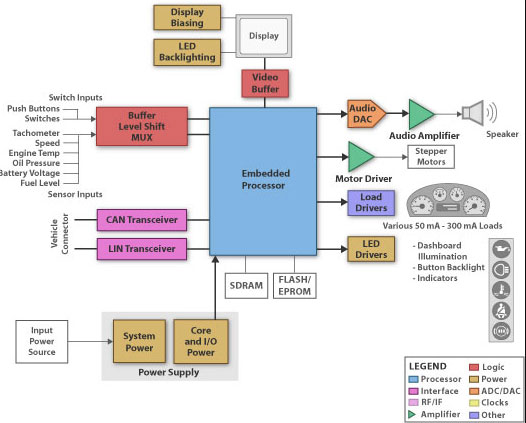 Display
Biasing
LED
Backlighting
Display
Video
Buffer
Switch Inputs
Push Buttons
Switches
Tachometer
Speed
Engine Temp
Oil Pressure
Battery Voltage
Fuel Level
Sensor Inputs
Buffer
Level Shift
MUX
Embedded
Processor
Audio
DAC
Audio Amplifier
Speaker
Motor Driver
Stepper
Motors
Load
Drivers
Various 50 mA - 300 mA Loads
LED
Drivers
- Dashboard
Illumination
- Button Backlight
- Indicators
Vehicle
Connector
CAN Transceiver
LIN Transceiver
SDRAM
FLASH/
EPROM
Input
Power
Source
System
Power
Core
and I/O
Power
Power Supply
LEGEND
Processor
Interface
RF/IF
Amplifier
Logic
Power
ADC/DAC
Clocks
Other